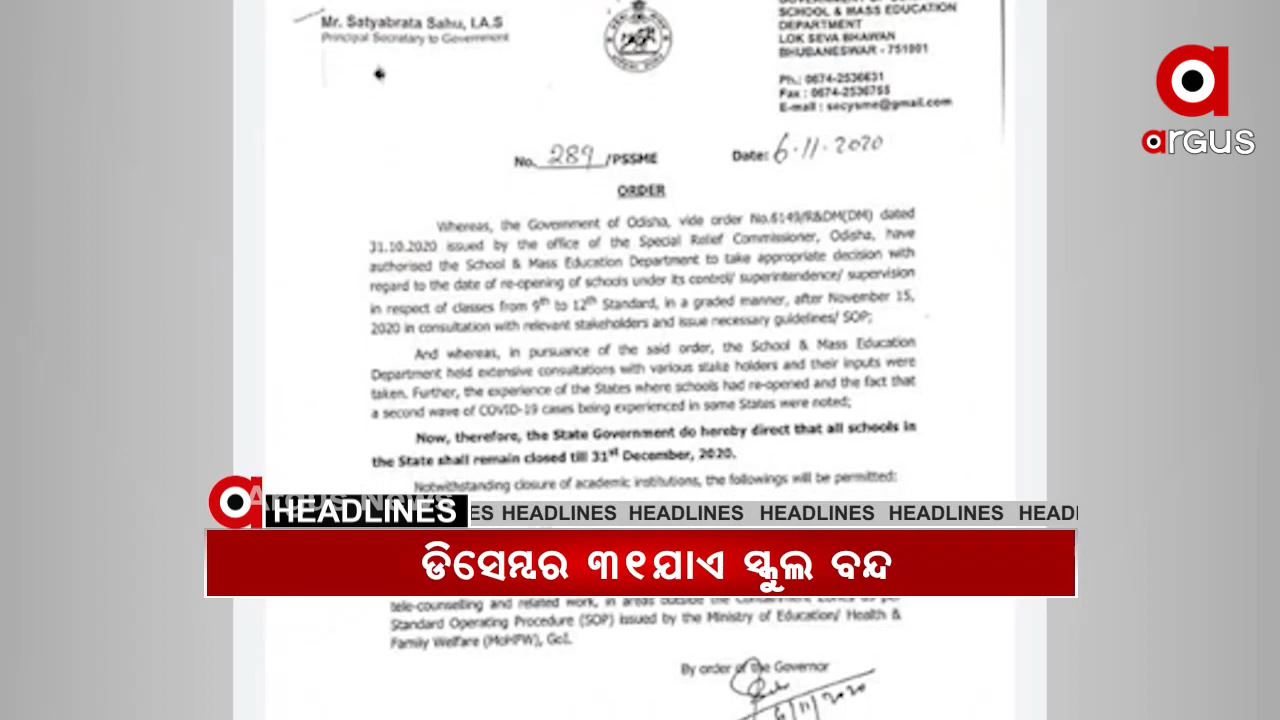 Mr. Satyabrata Sahu, I.A.S
Principal Secretary to Government
SCHOOL & MASS EDUCATION
DEPARTMENT
LOK SEVA BHAWAN
BHUBANESWAR - 751001
Ph.: 0674-2536631
Fax : 0674-2536755
E-mail : secysme@gmail.com
argus
No. 289 /PSSME
Date: 6.11.2020
ORDER
Whereas, the Government of Odisha, vide order No.6149/R&DM(DM) dated
31.10.2020 issued by the office of the Special Relief Commissioner, Odisha, have
authorised the School & Mass Education Department to take appropriate decision with
regard to the date of re-opening of schools under its control/ superintendence/ supervision
in respect of classes from 9th to 12th Standard, in a graded manner, after November 15,
2020 in consultation with relevant stakeholders and issue necessary guidelines/ SOP;
And whereas, in pursuance of the said order, the School & Mass Education
Department held extensive consultations with various stake holders and their inputs were
taken. Further, the experience of the States where schools had re-opened and the fact that
a second wave of COVID-19 cases being experienced in some States were noted;
Now, therefore, the State Government do hereby direct that all schools in
the State shall remain closed till 31st December, 2020.
Notwithstanding closure of academic institutions, the followings will be permitted:
Argus News
HEADLINES
ES HEADLINES HEADLINES HEADLINES HEADLINES HEADL
ଡିସେମ୍ବର ୩୧ଯାଏ ସ୍କୁଲ ବନ୍ଦ
tele-counselling and related work, in areas outside the Containment Zones as per
Standard Operating Procedure (SOP) issued by the Ministry of Education/ Health &
Family Welfare (MoHFW), GoI.
By order of the Governor
6/11/2020